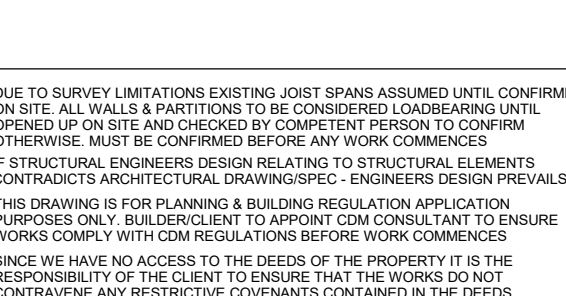 DUE TO SURVEY LIMITATIONS EXISTING JOIST SPANS ASSUMED UNTIL CONFIRM
ON SITE. ALL WALLS & PARTITIONS TO BE CONSIDERED LOADBEARING UNTIL
OPENED UP ON SITE AND CHECKED BY COMPETENT PERSON TO CONFIRM
OTHERWISE. MUST BE CONFIRMED BEFORE ANY WORK COMMENCES
IF STRUCTURAL ENGINEERS DESIGN RELATING TO STRUCTURAL ELEMENTS
CONTRADICTS ARCHITECTURAL DRAWING/SPEC - ENGINEERS DESIGN PREVAILS
THIS DRAWING IS FOR PLANNING & BUILDING REGULATION APPLICATION
PURPOSES ONLY. BUILDER/CLIENT TO APPOINT CDM CONSULTANT TO ENSURE
WORKS COMPLY WITH CDM REGULATIONS BEFORE WORK COMMENCES
SINCE WE HAVE NO ACCESS TO THE DEEDS OF THE PROPERTY IT IS THE
RESPONSIBILITY OF THE CLIENT TO ENSURE THAT THE WORKS DO NOT
CONTRAVENE ANY RESTRICTIVE COVENANTS CONTAINED IN THE DEEDS